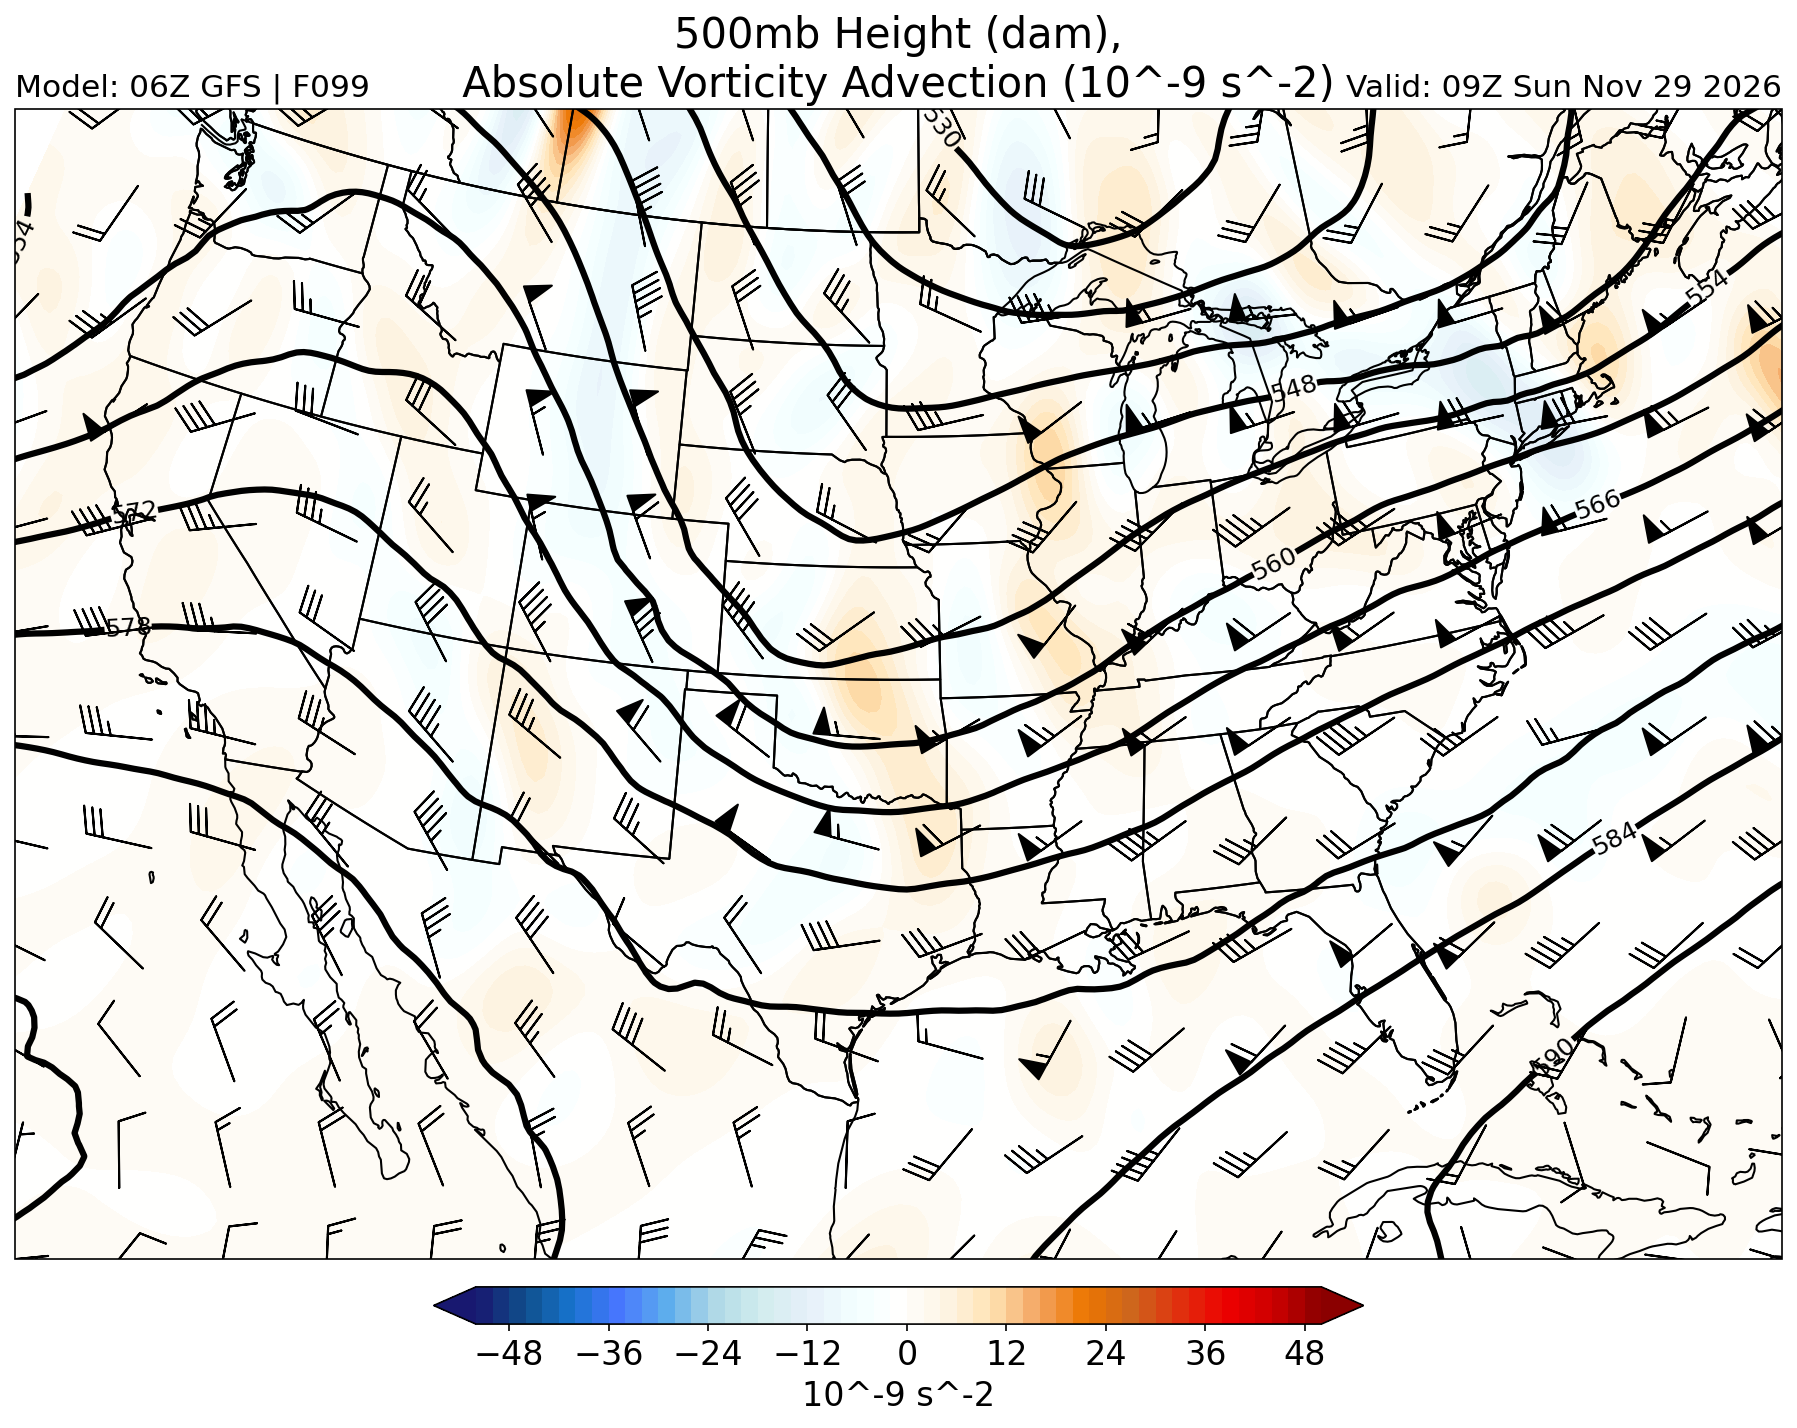 500mb Height (dam),
Model: 06Z GFS | F099
Absolute Vorticity Advection (10^-9 s^-2)
Valid: 09Z Sun Nov 29 2026
530
554
554
548
572
566
560
578
584
590
−48 −36 −24 −12 0 12 24 36 48
10^-9 s^-2